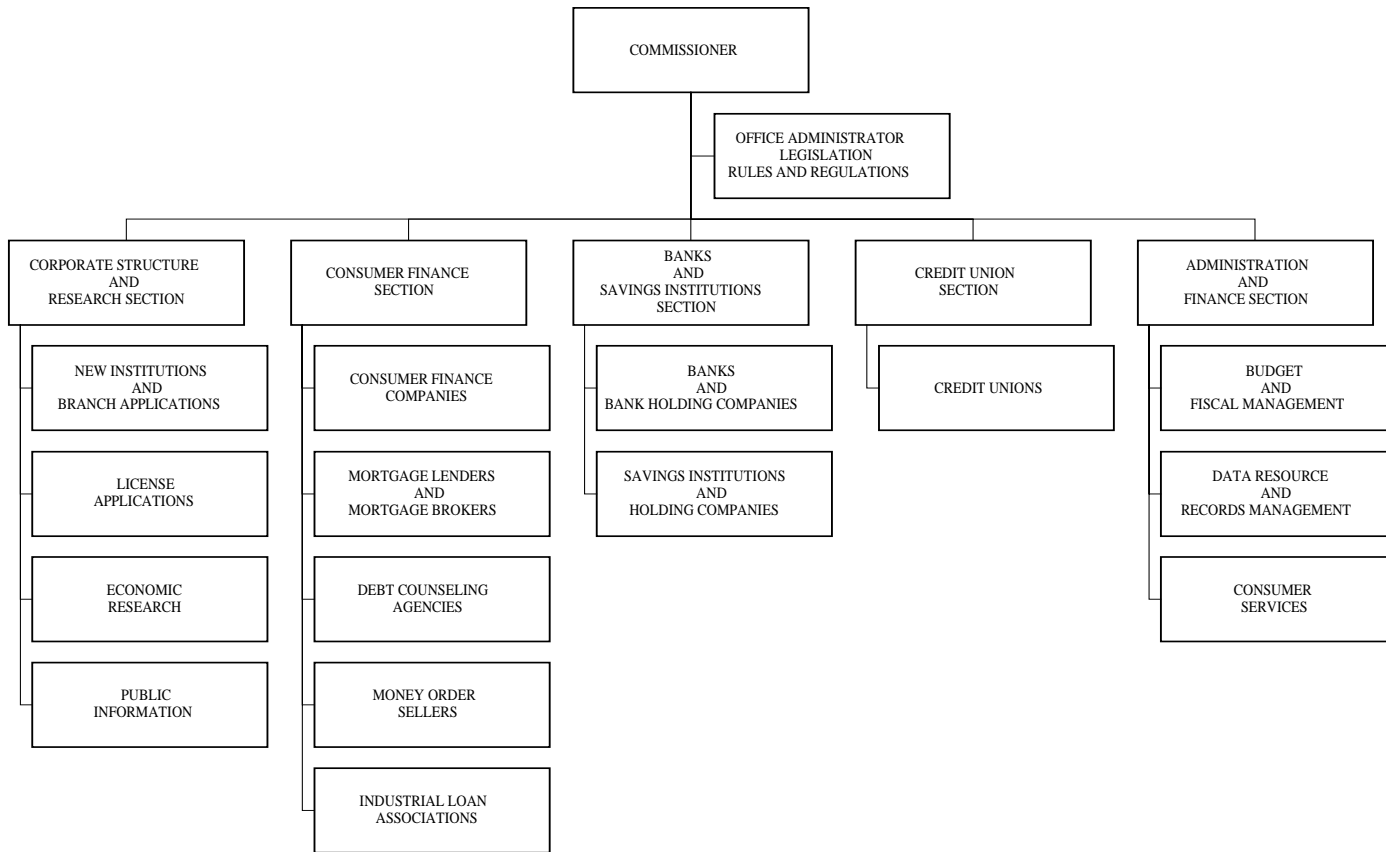 COMMISSIONER
OFFICE ADMINISTRATOR
LEGISLATION
RULES AND REGULATIONS
CORPORATE STRUCTURE
AND
RESEARCH SECTION
CONSUMER FINANCE
SECTION
BANKS
AND
SAVINGS INSTITUTIONS
SECTION
CREDIT UNION
SECTION
ADMINISTRATION
AND
FINANCE SECTION
NEW INSTITUTIONS
AND
BRANCH APPLICATIONS
LICENSE
APPLICATIONS
ECONOMIC
RESEARCH
PUBLIC
INFORMATION
CONSUMER FINANCE
COMPANIES
MORTGAGE LENDERS
AND
MORTGAGE BROKERS
DEBT COUNSELING
AGENCIES
MONEY ORDER
SELLERS
INDUSTRIAL LOAN
ASSOCIATIONS
BANKS
AND
BANK HOLDING COMPANIES
SAVINGS INSTITUTIONS
AND
HOLDING COMPANIES
CREDIT UNIONS
BUDGET
AND
FISCAL MANAGEMENT
DATA RESOURCE
AND
RECORDS MANAGEMENT
CONSUMER
SERVICES